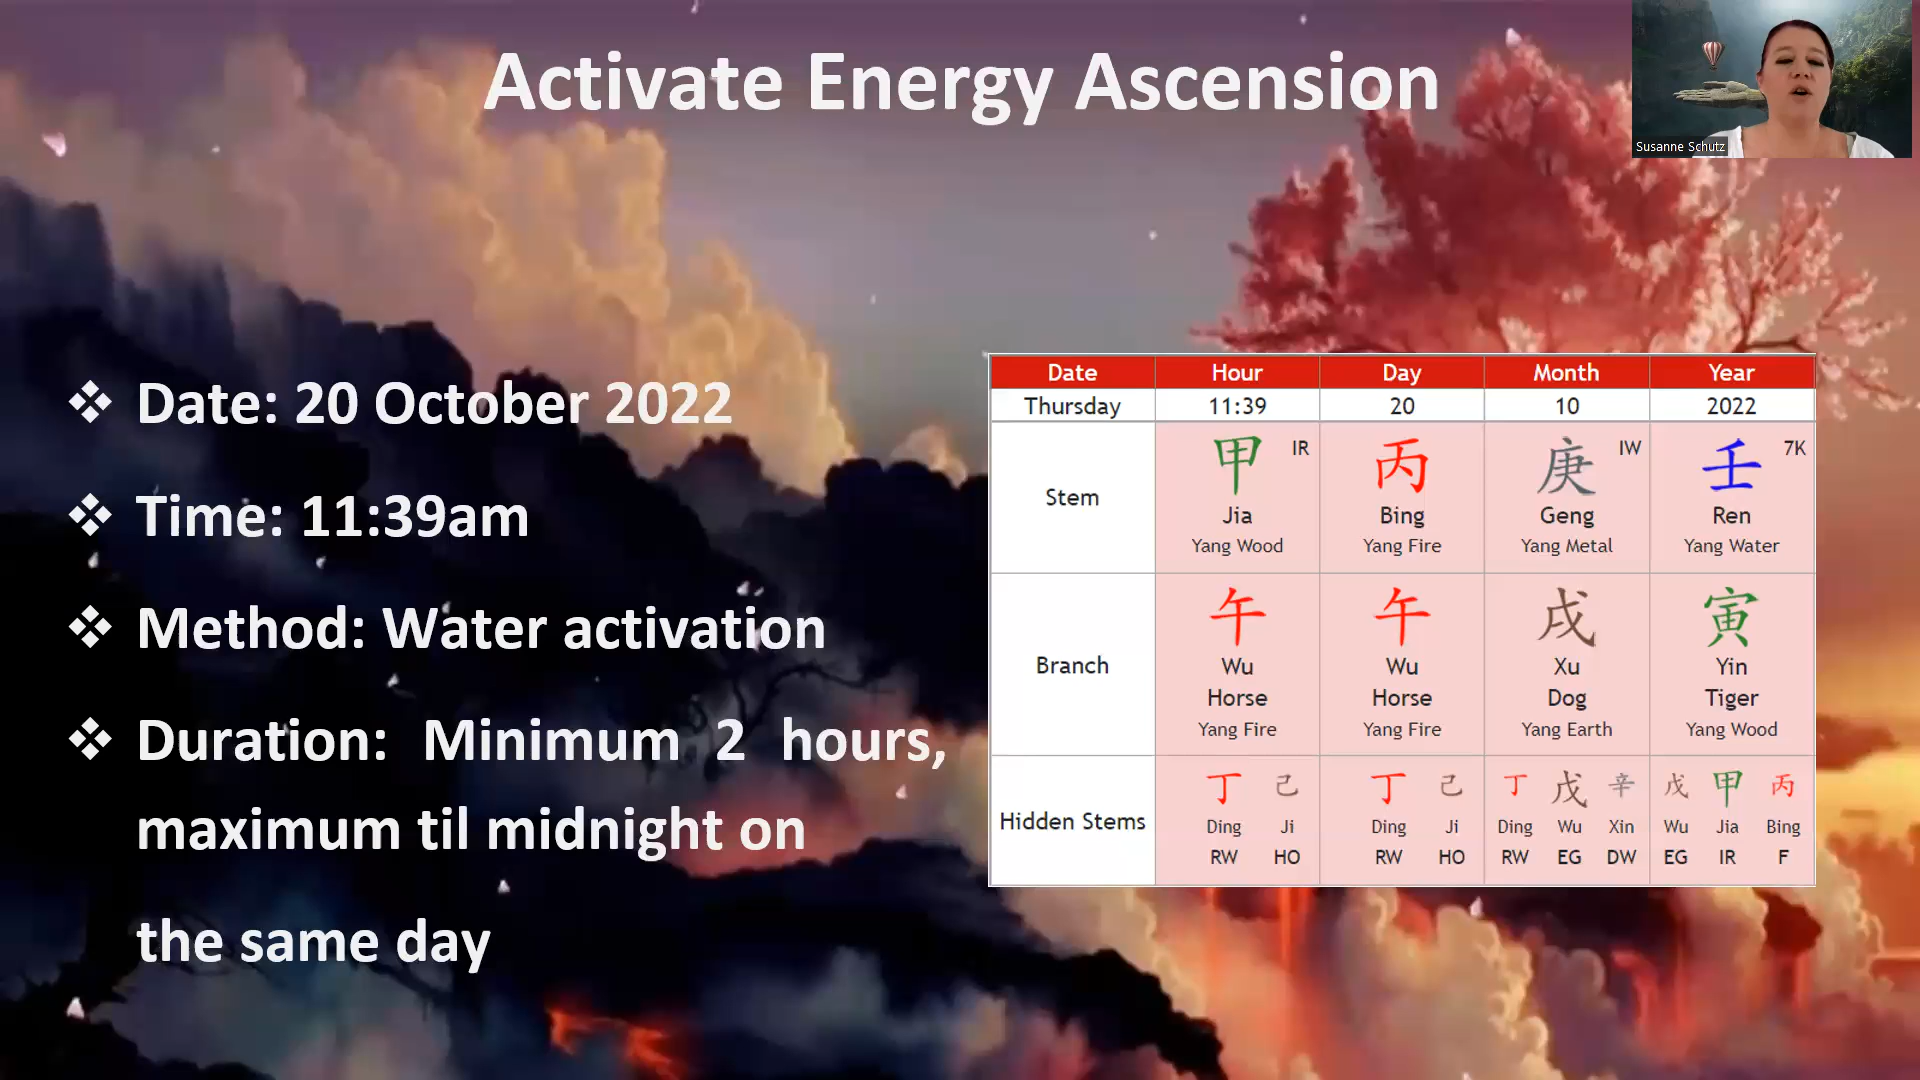 Activate Energy Ascension
Susanne Schutz
❖ Date: 20 October 2022
❖ Time: 11:39am
❖ Method: Water activation
❖ Duration: Minimum 2 hours,
maximum til midnight on
the same day
Date Hour Day Month Year
Thursday 11:39 20 10 2022
Stem
甲 IR 丙 庚 IW 壬 7K
Jia Bing Geng Ren
Yang Wood Yang Fire Yang Metal Yang Water
Branch
午 午 戌 寅
Wu Wu Xu Yin
Horse Horse Dog Tiger
Yang Fire Yang Fire Yang Earth Yang Wood
Hidden Stems
丁 己 丁 己 丁 戊 辛 戊 甲 丙
Ding Ji Ding Ji Ding Wu Xin Wu Jia Bing
RW HO RW HO RW EG DW EG IR F